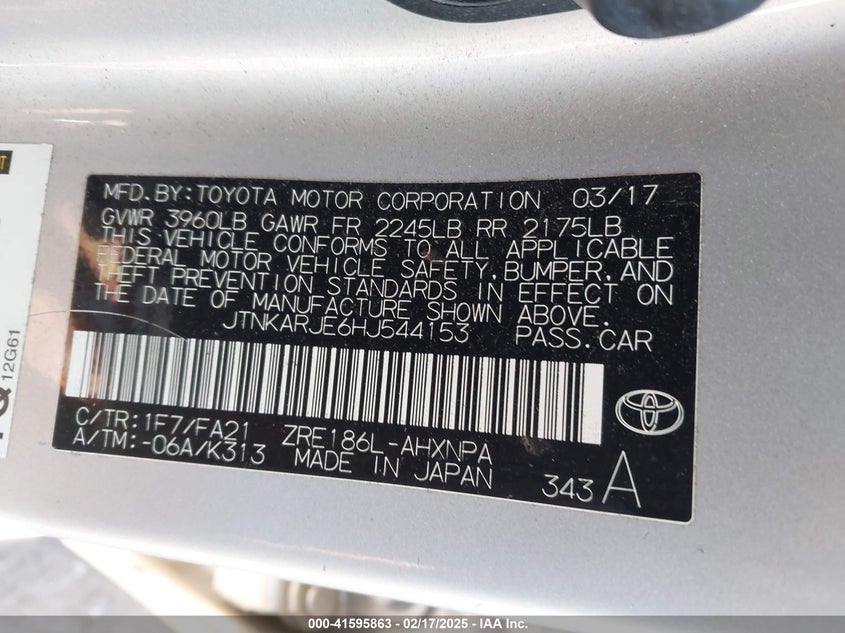 MFD.BY:TOYOTA MOTOR CORPORATION 03/17
GVWR 3960LB GAWR FR 2245LB RR 2175LB
THIS VEHICLE CONFORMS TO ALL APPLICABLE
FEDERAL MOTOR VEHICLE SAFETY,BUMPER,AND
THEFT PREVENTION STANDARDS IN EFFECT ON
THE DATE OF MANUFACTURE SHOWN ABOVE.
JTNKARJE6HJ544153 PASS.CAR
C/TR:1F7/FA21 ZRE186L-AHXNPA
A/TM:-06A/K313 MADE IN JAPAN
343 A
12G61
000-41595863 - 02/17/2025 - IAA Inc.